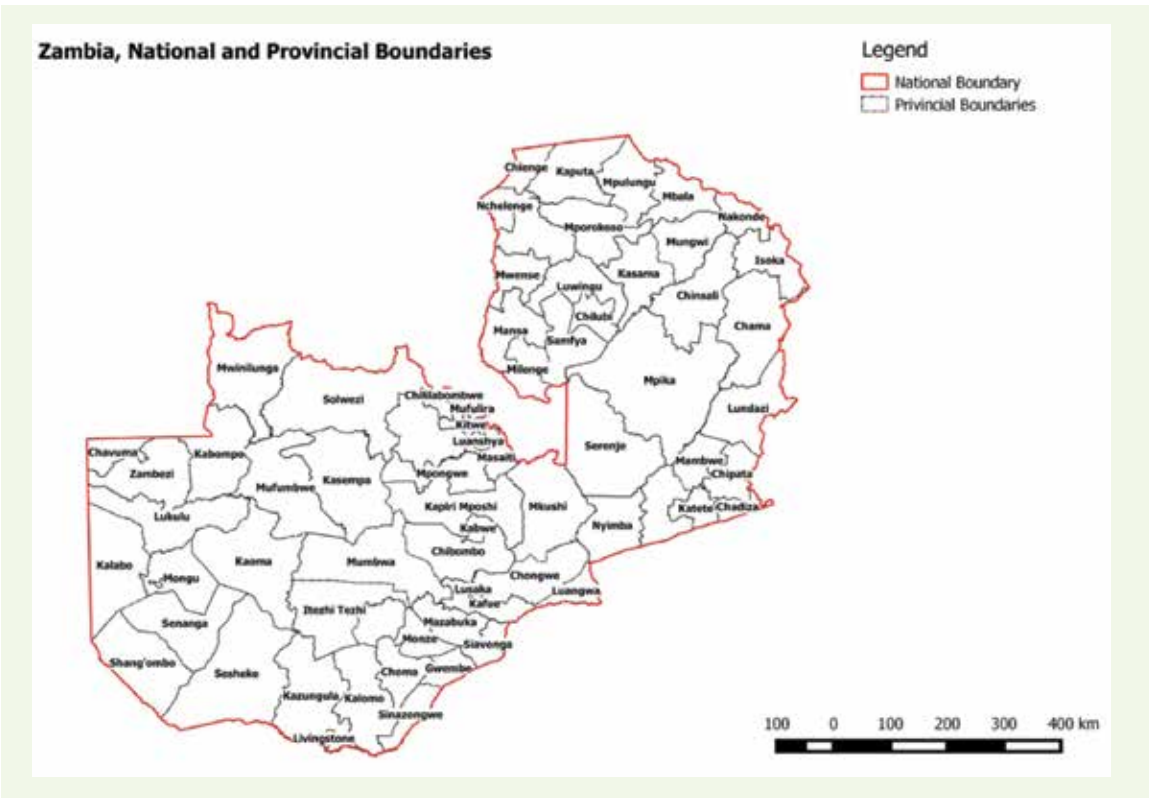 Zambia, National and Provincial Boundaries
Legend
National Boundary
Privincial Boundaries
Chienge
Kaputa
Mpulungu
Mbala
Nchelenge
Nakonde
Mporokoso
Mungwi
Isoka
Mwense
Kasama
Luwingu
Chinsali
Chilubi
Mansa
Samfya
Chama
Milenge
Mpika
Mwinilunga
Solwezi
Chililabombwe
Mufulira
Kitwe
Lundazi
Luanshya
Serenje
Chavuma
Kabompo
Masaiti
Mambwe
Zambezi
Mpongwe
Chipata
Kasempa
Mufumbwe
Kapiri Mposhi
Mkushi
Katete
Chadiza
Lukulu
Kabwe
Nyimba
Chibombo
Kalabo
Kaoma
Mumbwa
Mongu
Chongwe
Lusaka
Luangwa
Kafue
Itezhi Tezhi
Senanga
Mazabuka
Monze
Siavonga
Shang'ombo
Sesheke
Choma
Gwembe
Kazungula
Kalomo
Sinazongwe
Livingstone
100 0 100 200 300 400 km